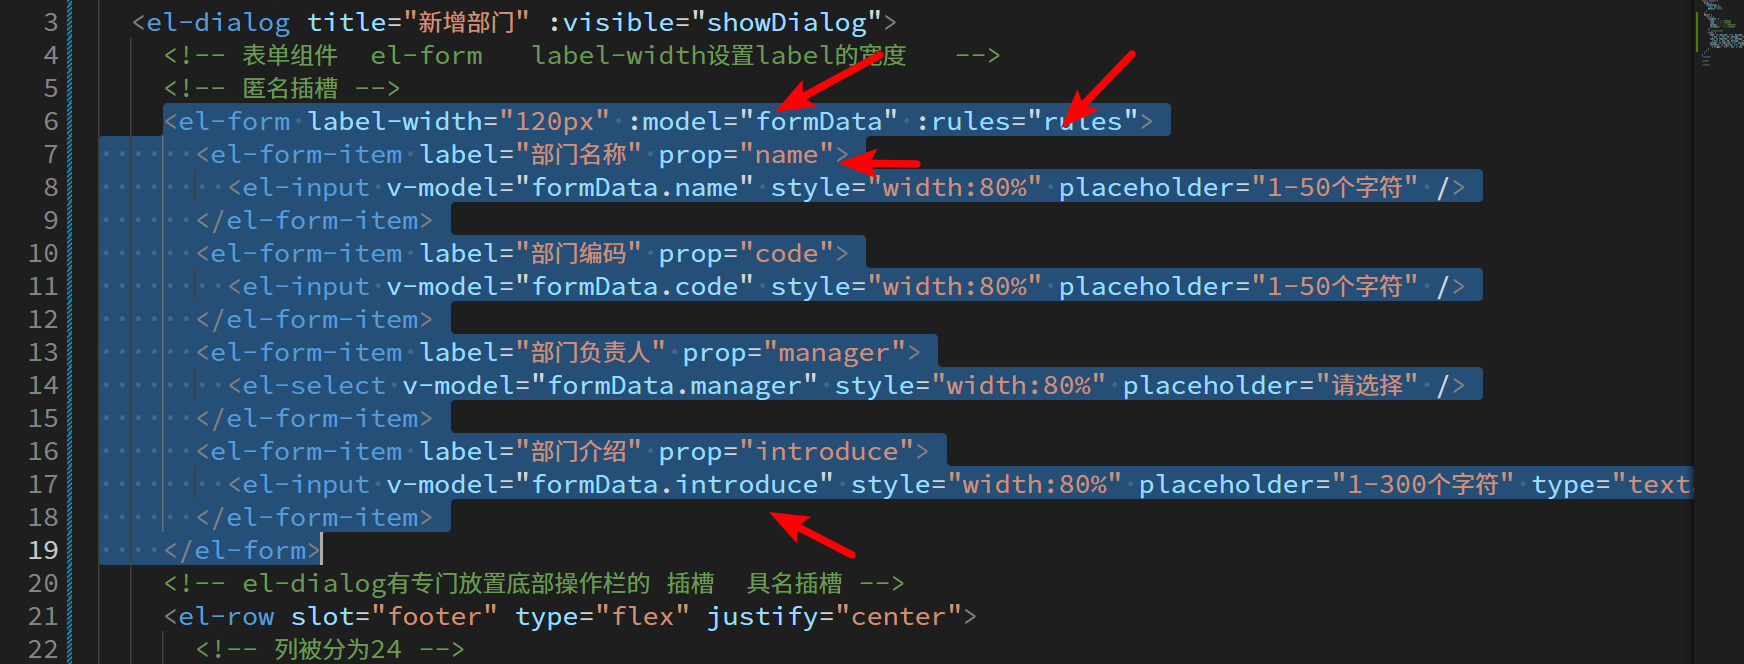 3 <el-dialog title="新增部门" :visible="showDialog">
4 <!-- 表单组件 el-form label-width设置label的宽度 -->
5 <!-- 匿名插槽 -->
6 <el-form label-width="120px" :model="formData" :rules="rules">
7 <el-form-item label="部门名称" prop="name">
8 <el-input v-model="formData.name" style="width:80%" placeholder="1-50个字符" />
9 </el-form-item>
10 <el-form-item label="部门编码" prop="code">
11 <el-input v-model="formData.code" style="width:80%" placeholder="1-50个字符" />
12 </el-form-item>
13 <el-form-item label="部门负责人" prop="manager">
14 <el-select v-model="formData.manager" style="width:80%" placeholder="请选择" />
15 </el-form-item>
16 <el-form-item label="部门介绍" prop="introduce">
17 <el-input v-model="formData.introduce" style="width:80%" placeholder="1-300个字符" type="text
18 </el-form-item>
19 </el-form>
20 <!-- el-dialog有专门放置底部操作栏的 插槽 具名插槽 -->
21 <el-row slot="footer" type="flex" justify="center">
22 <!-- 列被分为24 -->